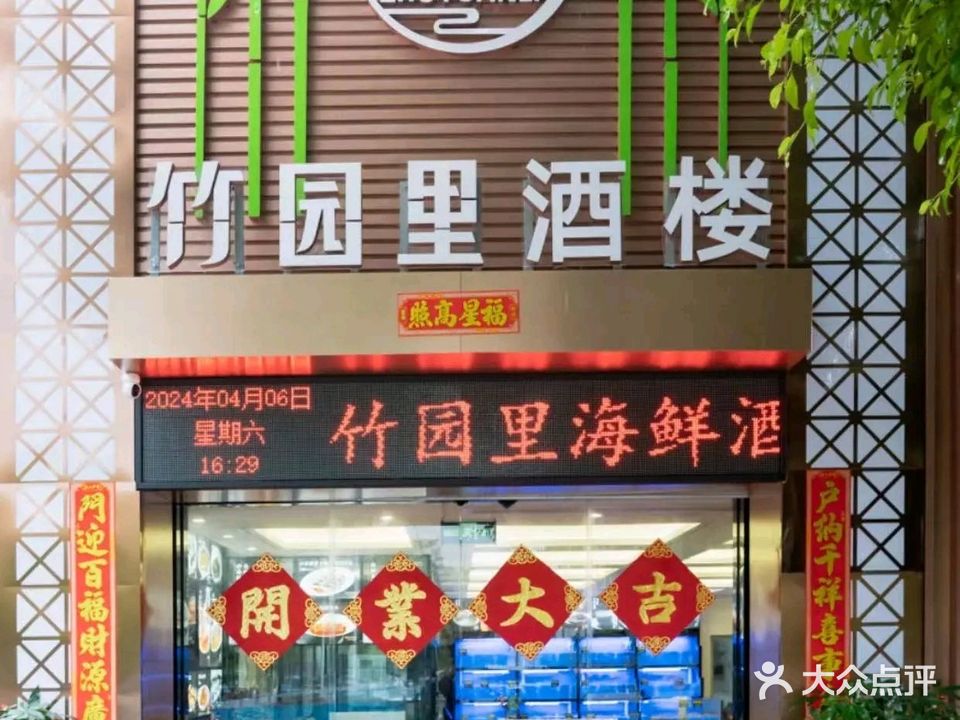 竹园里酒楼
照高星福
2024年04月06日
星期六
16:29
竹园里海鲜酒
門迎百福財源廣
户納千祥喜重
開業大吉
大众点评